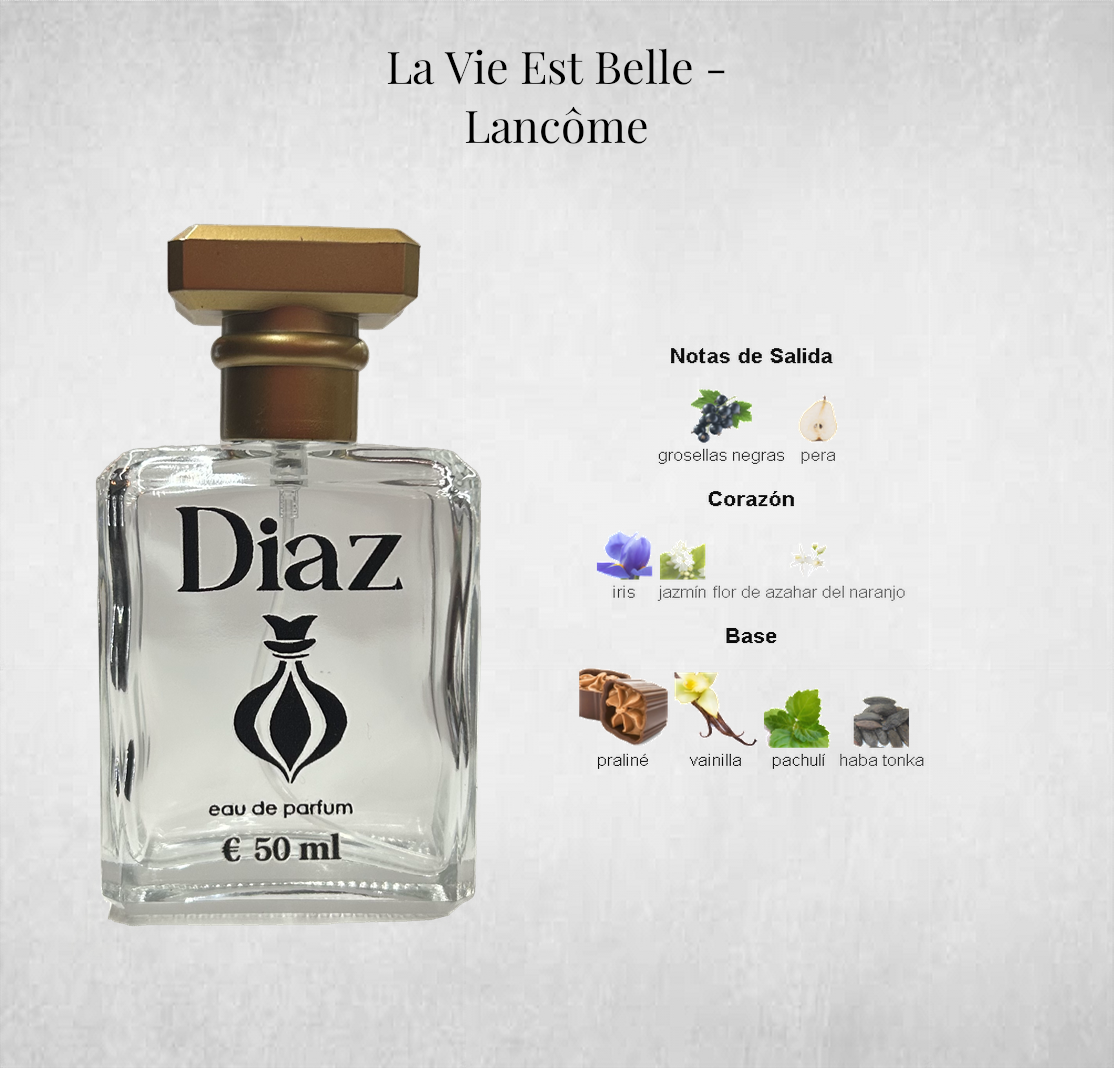 La Vie Est Belle -
Lancôme
Diaz
eau de parfum
€ 50 ml
Notas de Salida
grosellas negras pera
Corazón
iris jazmín flor de azahar del naranjo
Base
praliné vainilla pachulí haba tonka